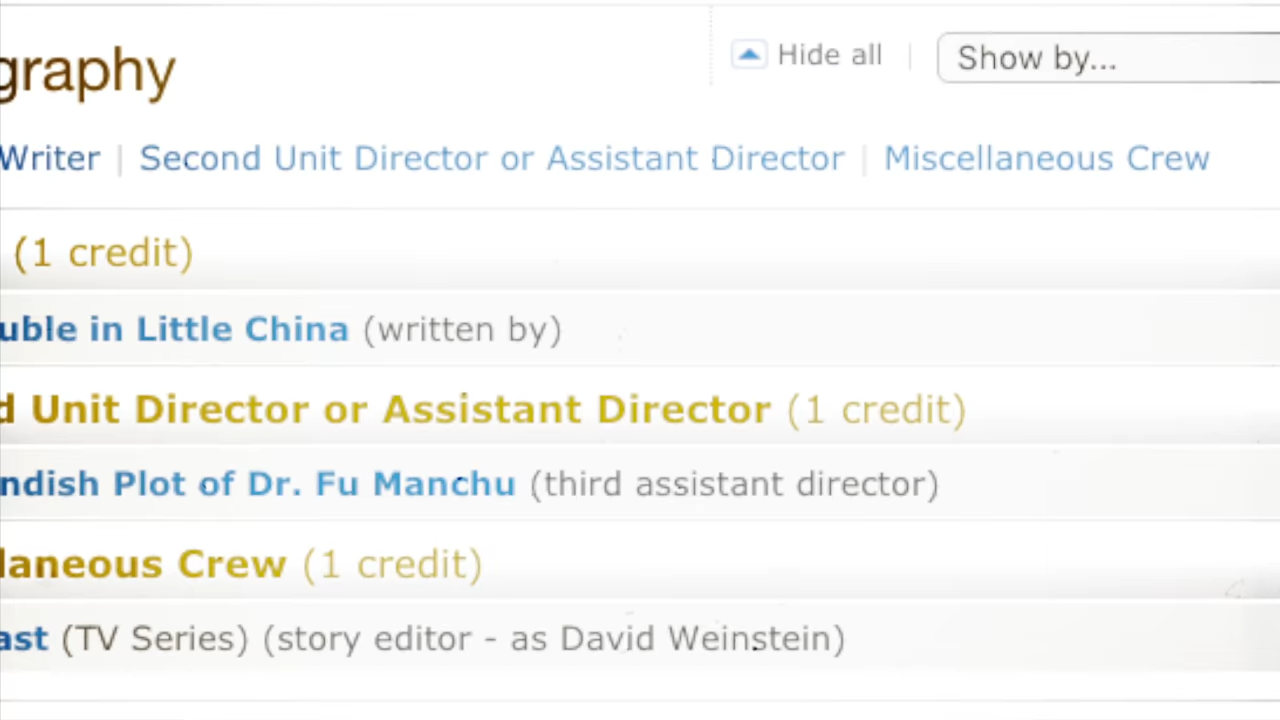 graphy
Hide all | Show by...
Writer | Second Unit Director or Assistant Director | Miscellaneous Crew
(1 credit)
uble in Little China (written by)
d Unit Director or Assistant Director (1 credit)
ndish Plot of Dr. Fu Manchu (third assistant director)
laneous Crew (1 credit)
ast (TV Series) (story editor - as David Weinstein)